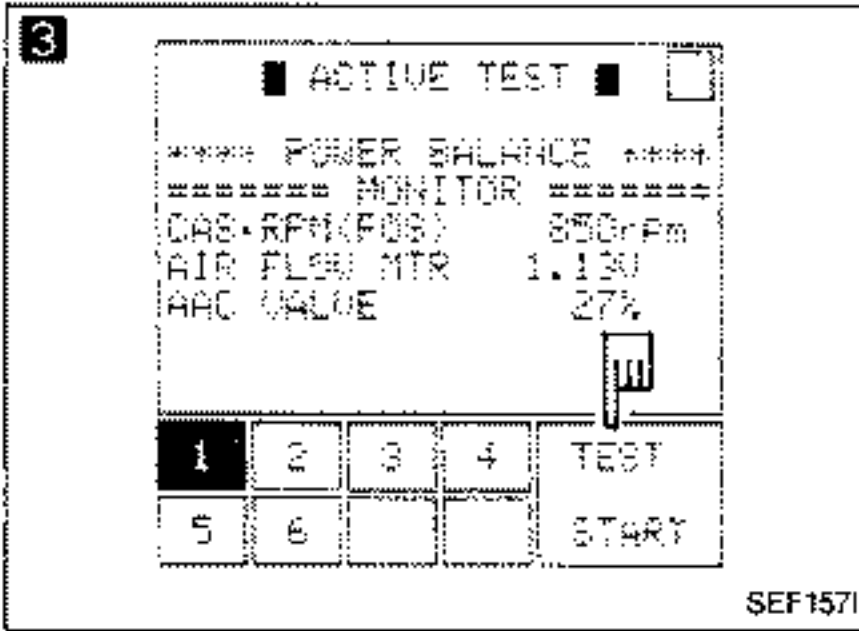 3
■ ACTIVE TEST ■
**** POWER BALANCE ****
======= MONITOR =======
CAS•RPM(POS) 850rpm
AIR FLOW MTR 1.13V
AAC VALVE 27%
1 2 3 4 TEST
5 6 START
SEF157I